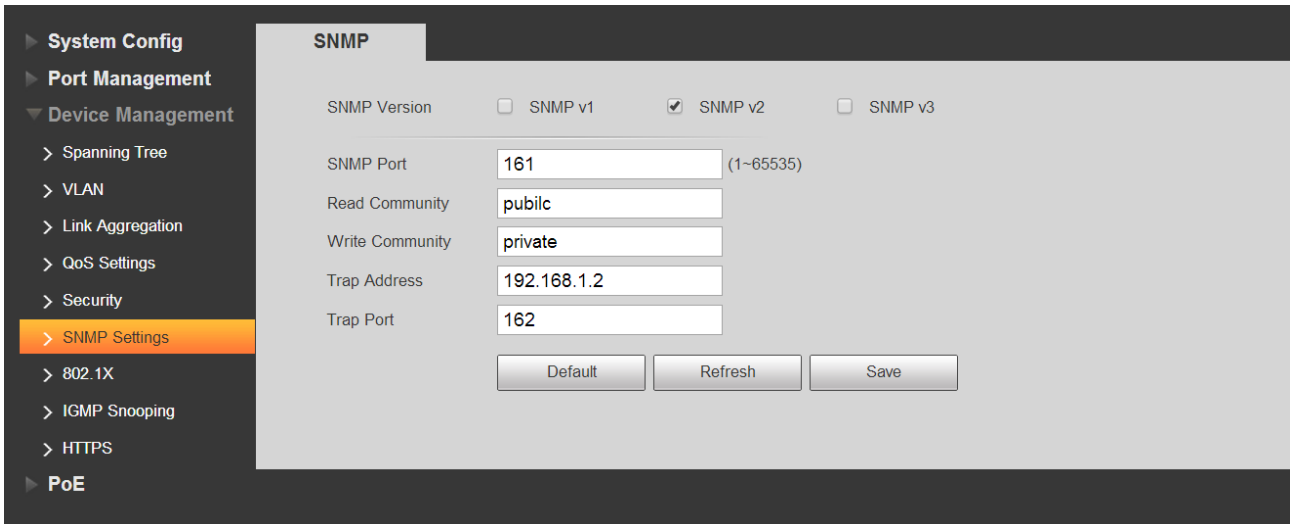 System Config
Port Management
Device Management
Spanning Tree
VLAN
Link Aggregation
QoS Settings
Security
SNMP Settings
802.1X
IGMP Snooping
HTTPS
PoE
SNMP
SNMP Version SNMP v1 SNMP v2 SNMP v3
SNMP Port 161 (1~65535)
Read Community pubilc
Write Community private
Trap Address 192.168.1.2
Trap Port 162
Default Refresh Save